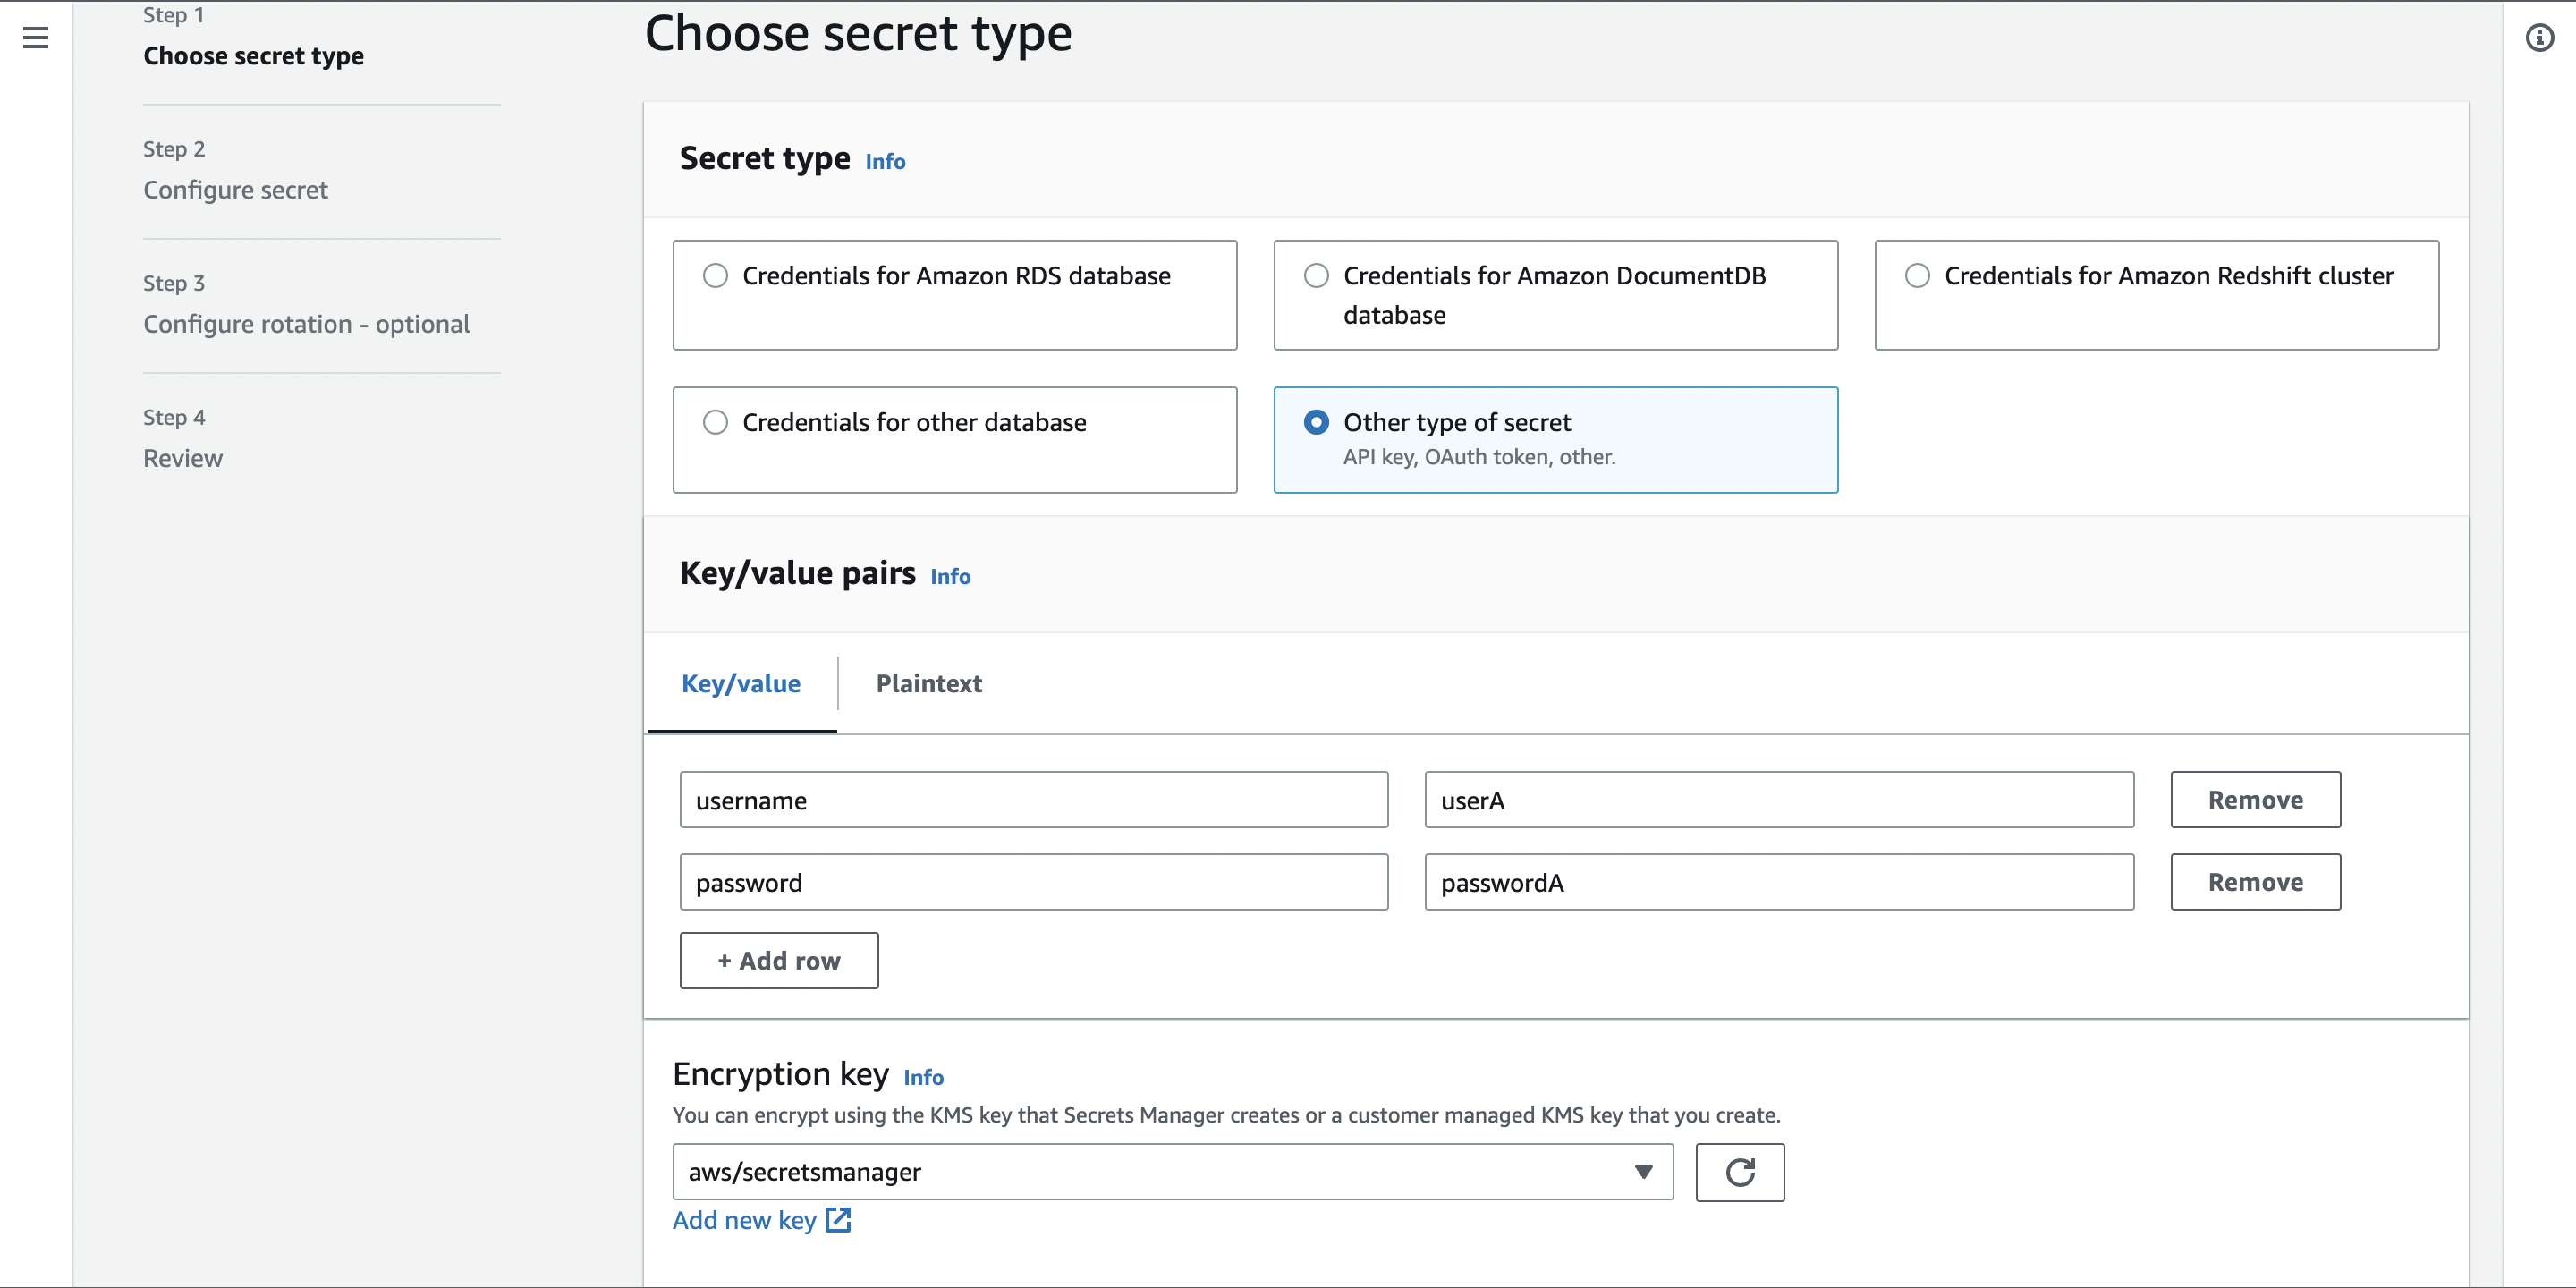 Step 1
Choose secret type
Step 2
Configure secret
Step 3
Configure rotation - optional
Step 4
Review
Choose secret type
Secret type Info
Credentials for Amazon RDS database
Credentials for Amazon DocumentDB
database
Credentials for Amazon Redshift cluster
Credentials for other database
Other type of secret
API key, OAuth token, other.
Key/value pairs Info
Key/value Plaintext
username userA Remove
password passwordA Remove
+ Add row
Encryption key Info
You can encrypt using the KMS key that Secrets Manager creates or a customer managed KMS key that you create.
aws/secretsmanager
Add new key